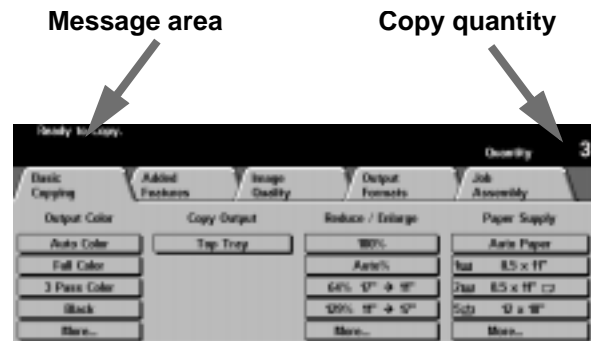 Message area Copy quantity
Ready to copy.
Quantity 3
Basic Copying
Added Features
Image Quality
Output Formats
Job Assembly
Output Color Copy Output Reduce / Enlarge Paper Supply
Auto Color Top Tray 100% Auto Paper
Full Color Auto% 8.5 x 11"
3 Pass Color 64% 17" → 11" 8.5 x 11"
Black 129% 11" → 17" 12 x 18"
More... More... More...